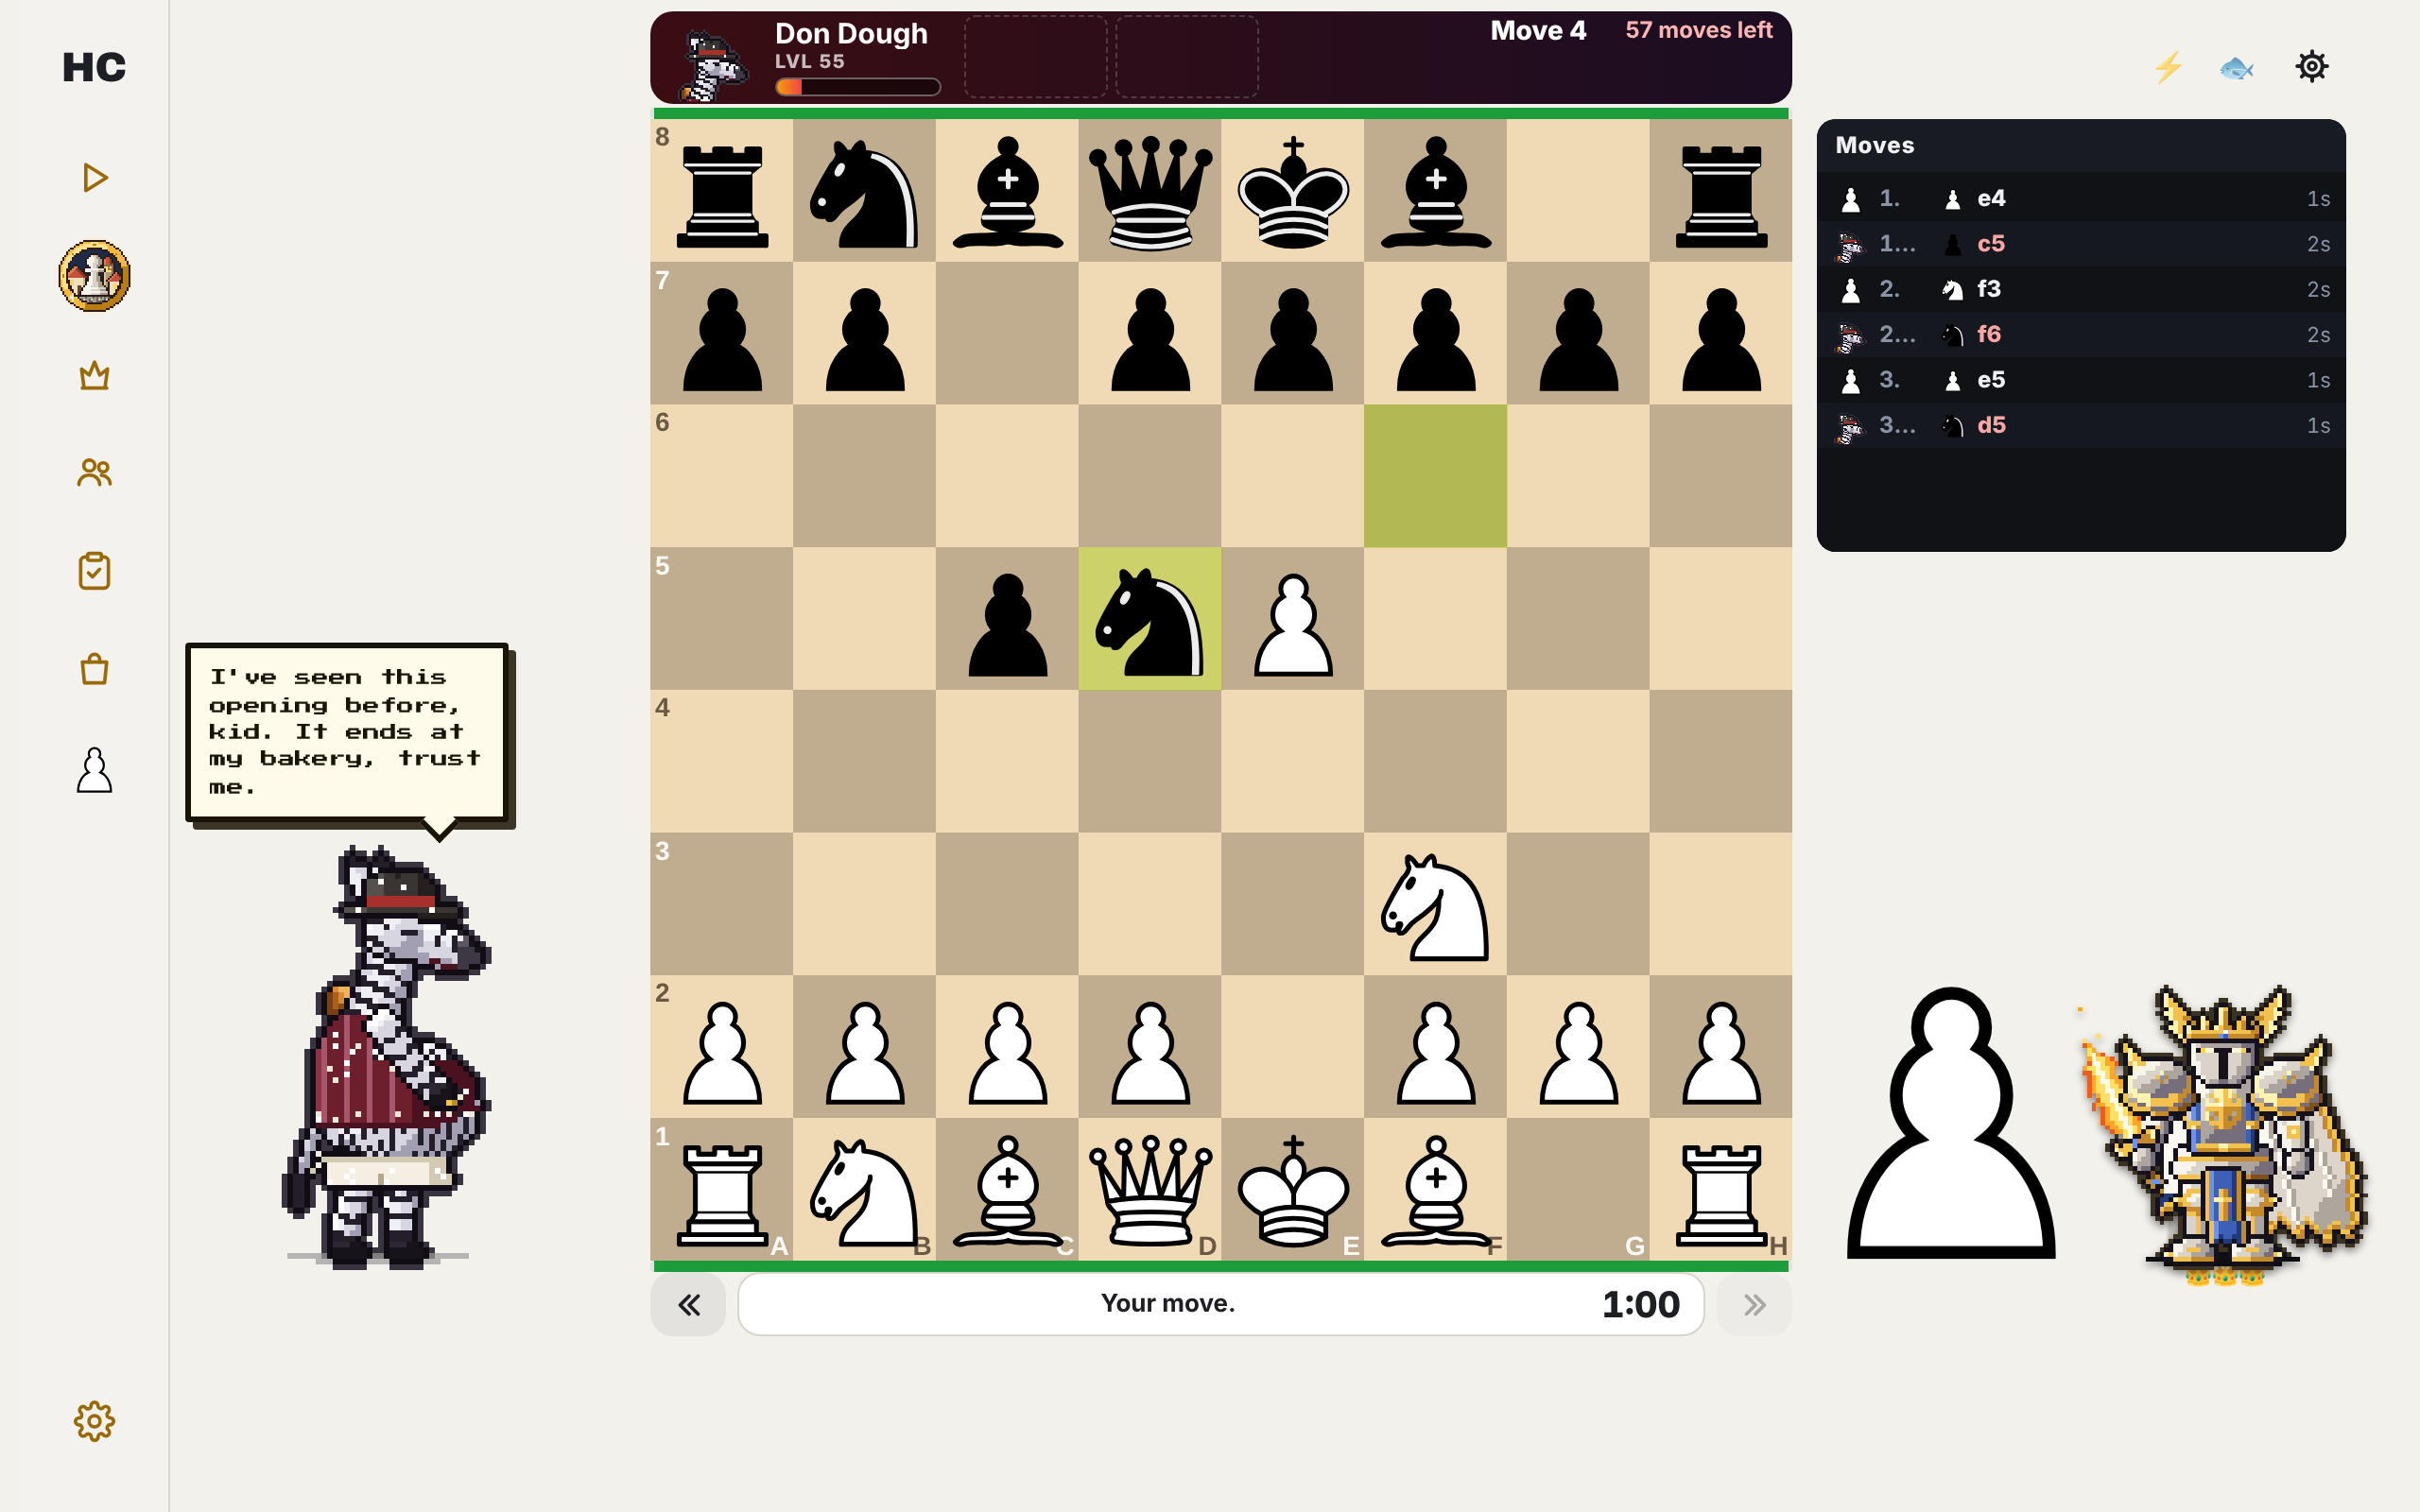 HC
Don Dough
LVL 55
Move 4
57 moves left
Moves
1. e4 1s
1... c5 2s
2. f3 2s
2... f6 2s
3. e5 1s
3... d5 1s
I've seen this
opening before,
kid. It ends at
my bakery, trust
me.
8
7
6
5
4
3
2
1
A B C D E F G H
Your move.
1:00